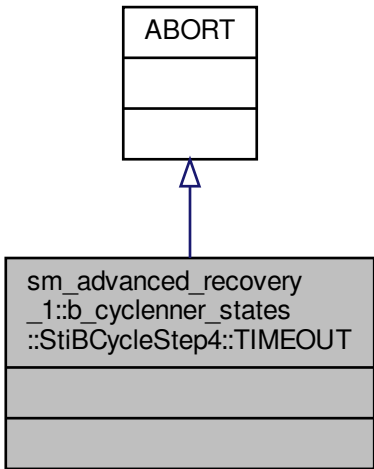 ABORT
sm_advanced_recovery
_1::b_cyclenner_states
::StiBCycleStep4::TIMEOUT